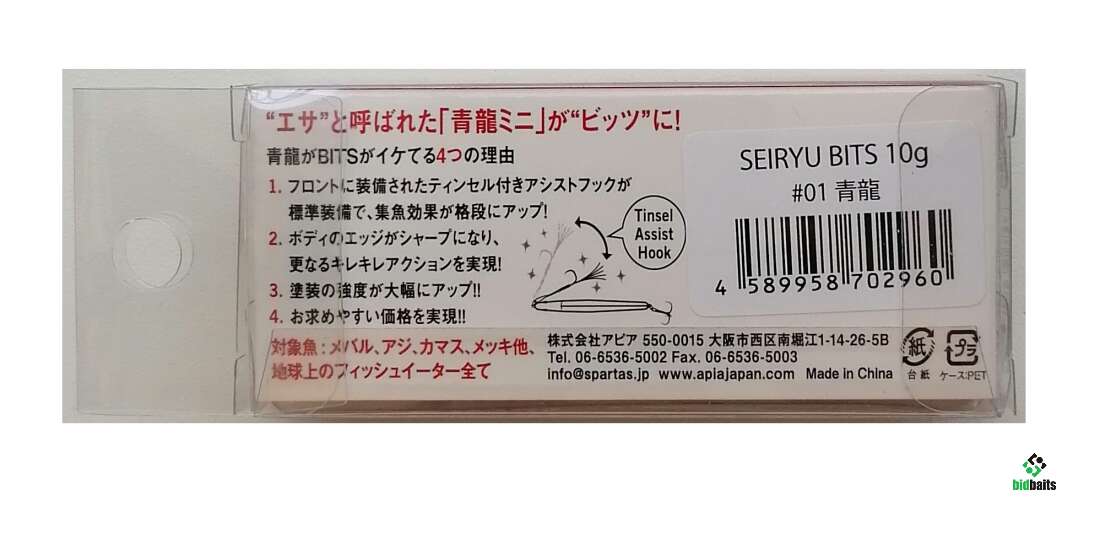 “エサ”と呼ばれた「青龍ミニ」が“ビッツ”に!
青龍がBITSがイケてる4つの理由
1. フロントに装備されたティンセル付きアシストフックが
標準装備で、集魚効果が格段にアップ!
2. ボディのエッジがシャープになり、
更なるキレキレアクションを実現!
3. 塗装の強度が大幅にアップ!!
4. お求めやすい価格を実現!!
Tinsel
Assist
Hook
SEIRYU BITS 10g
#01 青龍
4 589958 702960
対象魚:メバル、アジ、カマス、メッキ他、
地球上のフィッシュイーター全て
株式会社アピア 550-0015 大阪市西区南堀江1-14-26-5B
Tel. 06-6536-5002 Fax. 06-6536-5003
info@spartas.jp www.apiajapan.com Made in China
紙
台紙
プラ
ケース:PET
bidbaits